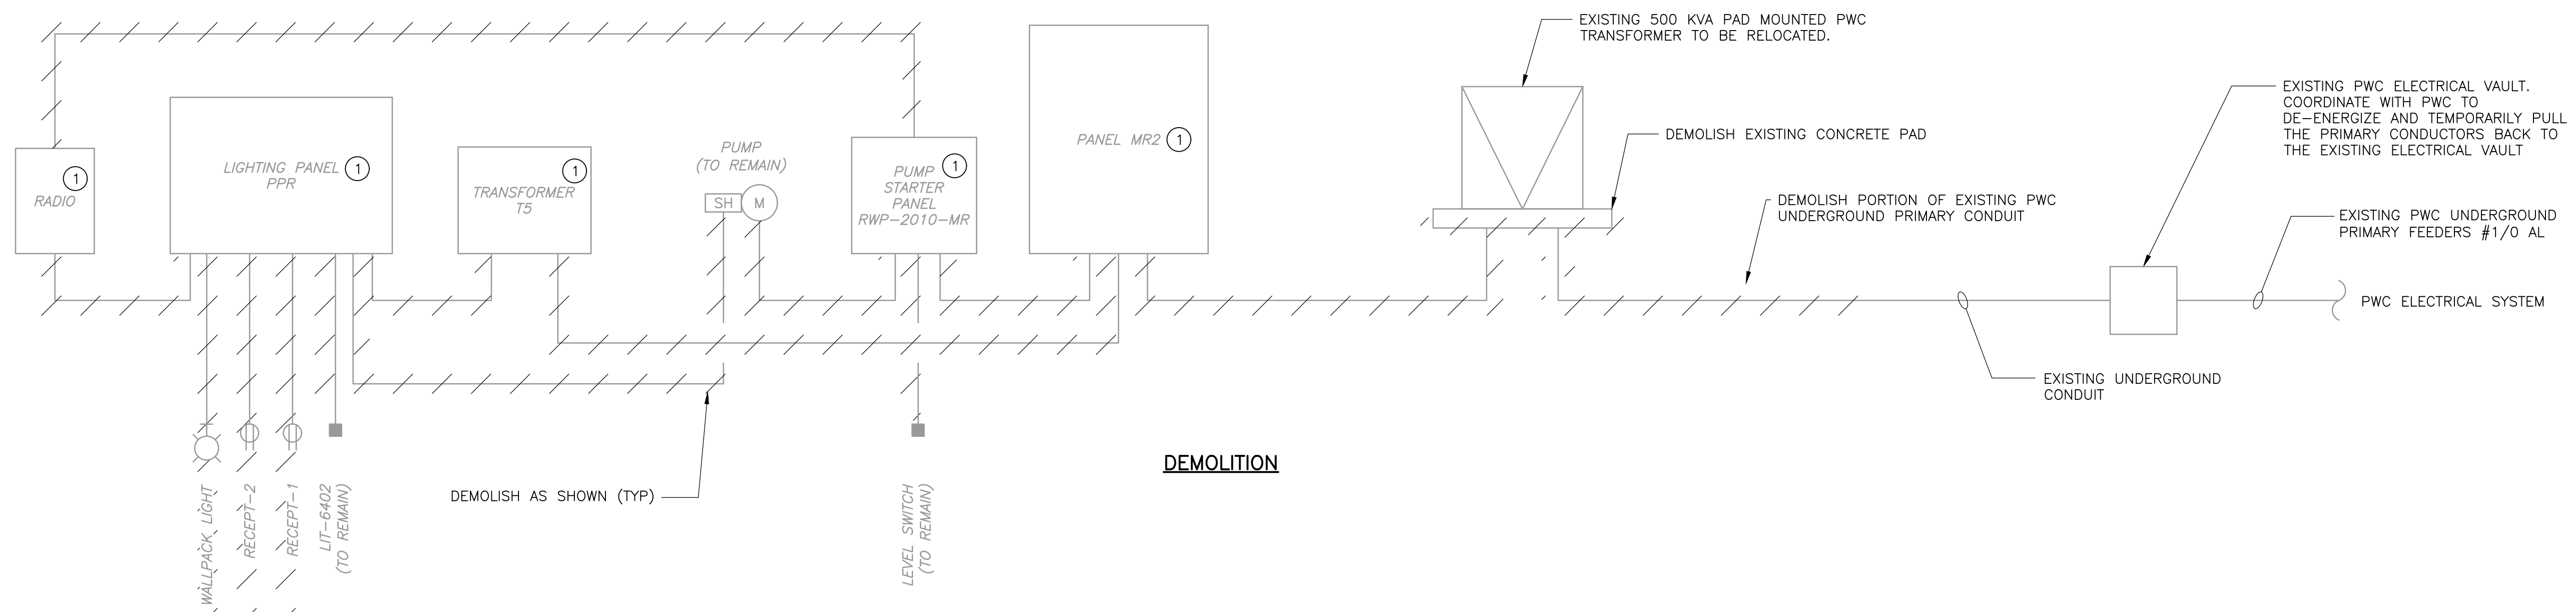 EXISTING 500 KVA PAD MOUNTED PWC
TRANSFORMER TO BE RELOCATED.
EXISTING PWC ELECTRICAL VAULT.
COORDINATE WITH PWC TO
DE-ENERGIZE AND TEMPORARILY PULL
THE PRIMARY CONDUCTORS BACK TO
THE EXISTING ELECTRICAL VAULT
RADIO
1
LIGHTING PANEL
PPR
1
TRANSFORMER
T5
1
PUMP
(TO REMAIN)
SH
M
PUMP
STARTER
PANEL
RWP-2010-MR
1
PANEL MR2
1
DEMOLISH EXISTING CONCRETE PAD
DEMOLISH PORTION OF EXISTING PWC
UNDERGROUND PRIMARY CONDUIT
EXISTING PWC UNDERGROUND
PRIMARY FEEDERS #1/0 AL
PWC ELECTRICAL SYSTEM
EXISTING UNDERGROUND
CONDUIT
DEMOLITION
DEMOLISH AS SHOWN (TYP)
WALLPACK LIGHT
RECEPT-2
RECEPT-1
LIT-6402
(TO REMAIN)
LEVEL SWITCH
(TO REMAIN)